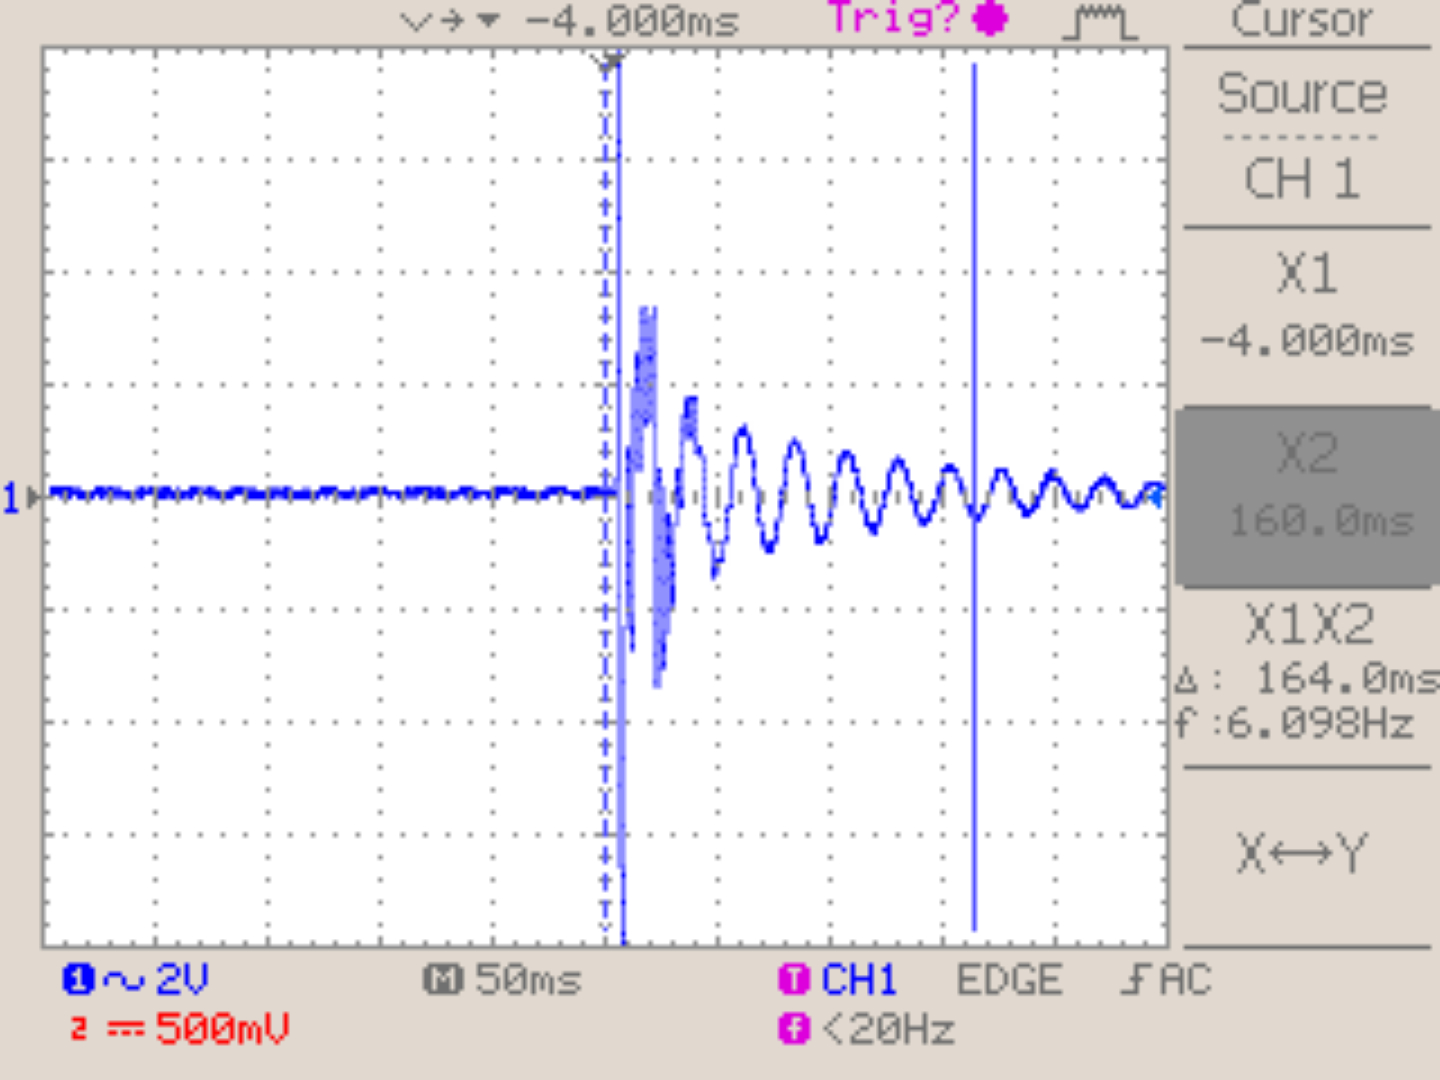 -4.000ms Trig? Cursor
Source
CH 1
X1
-4.000ms
X2
160.0ms
X1X2
Δ: 164.0ms
f:6.098Hz
X↔Y
1
1 ~ 2V M 50ms T CH1 EDGE AC
2 500mV f <20Hz